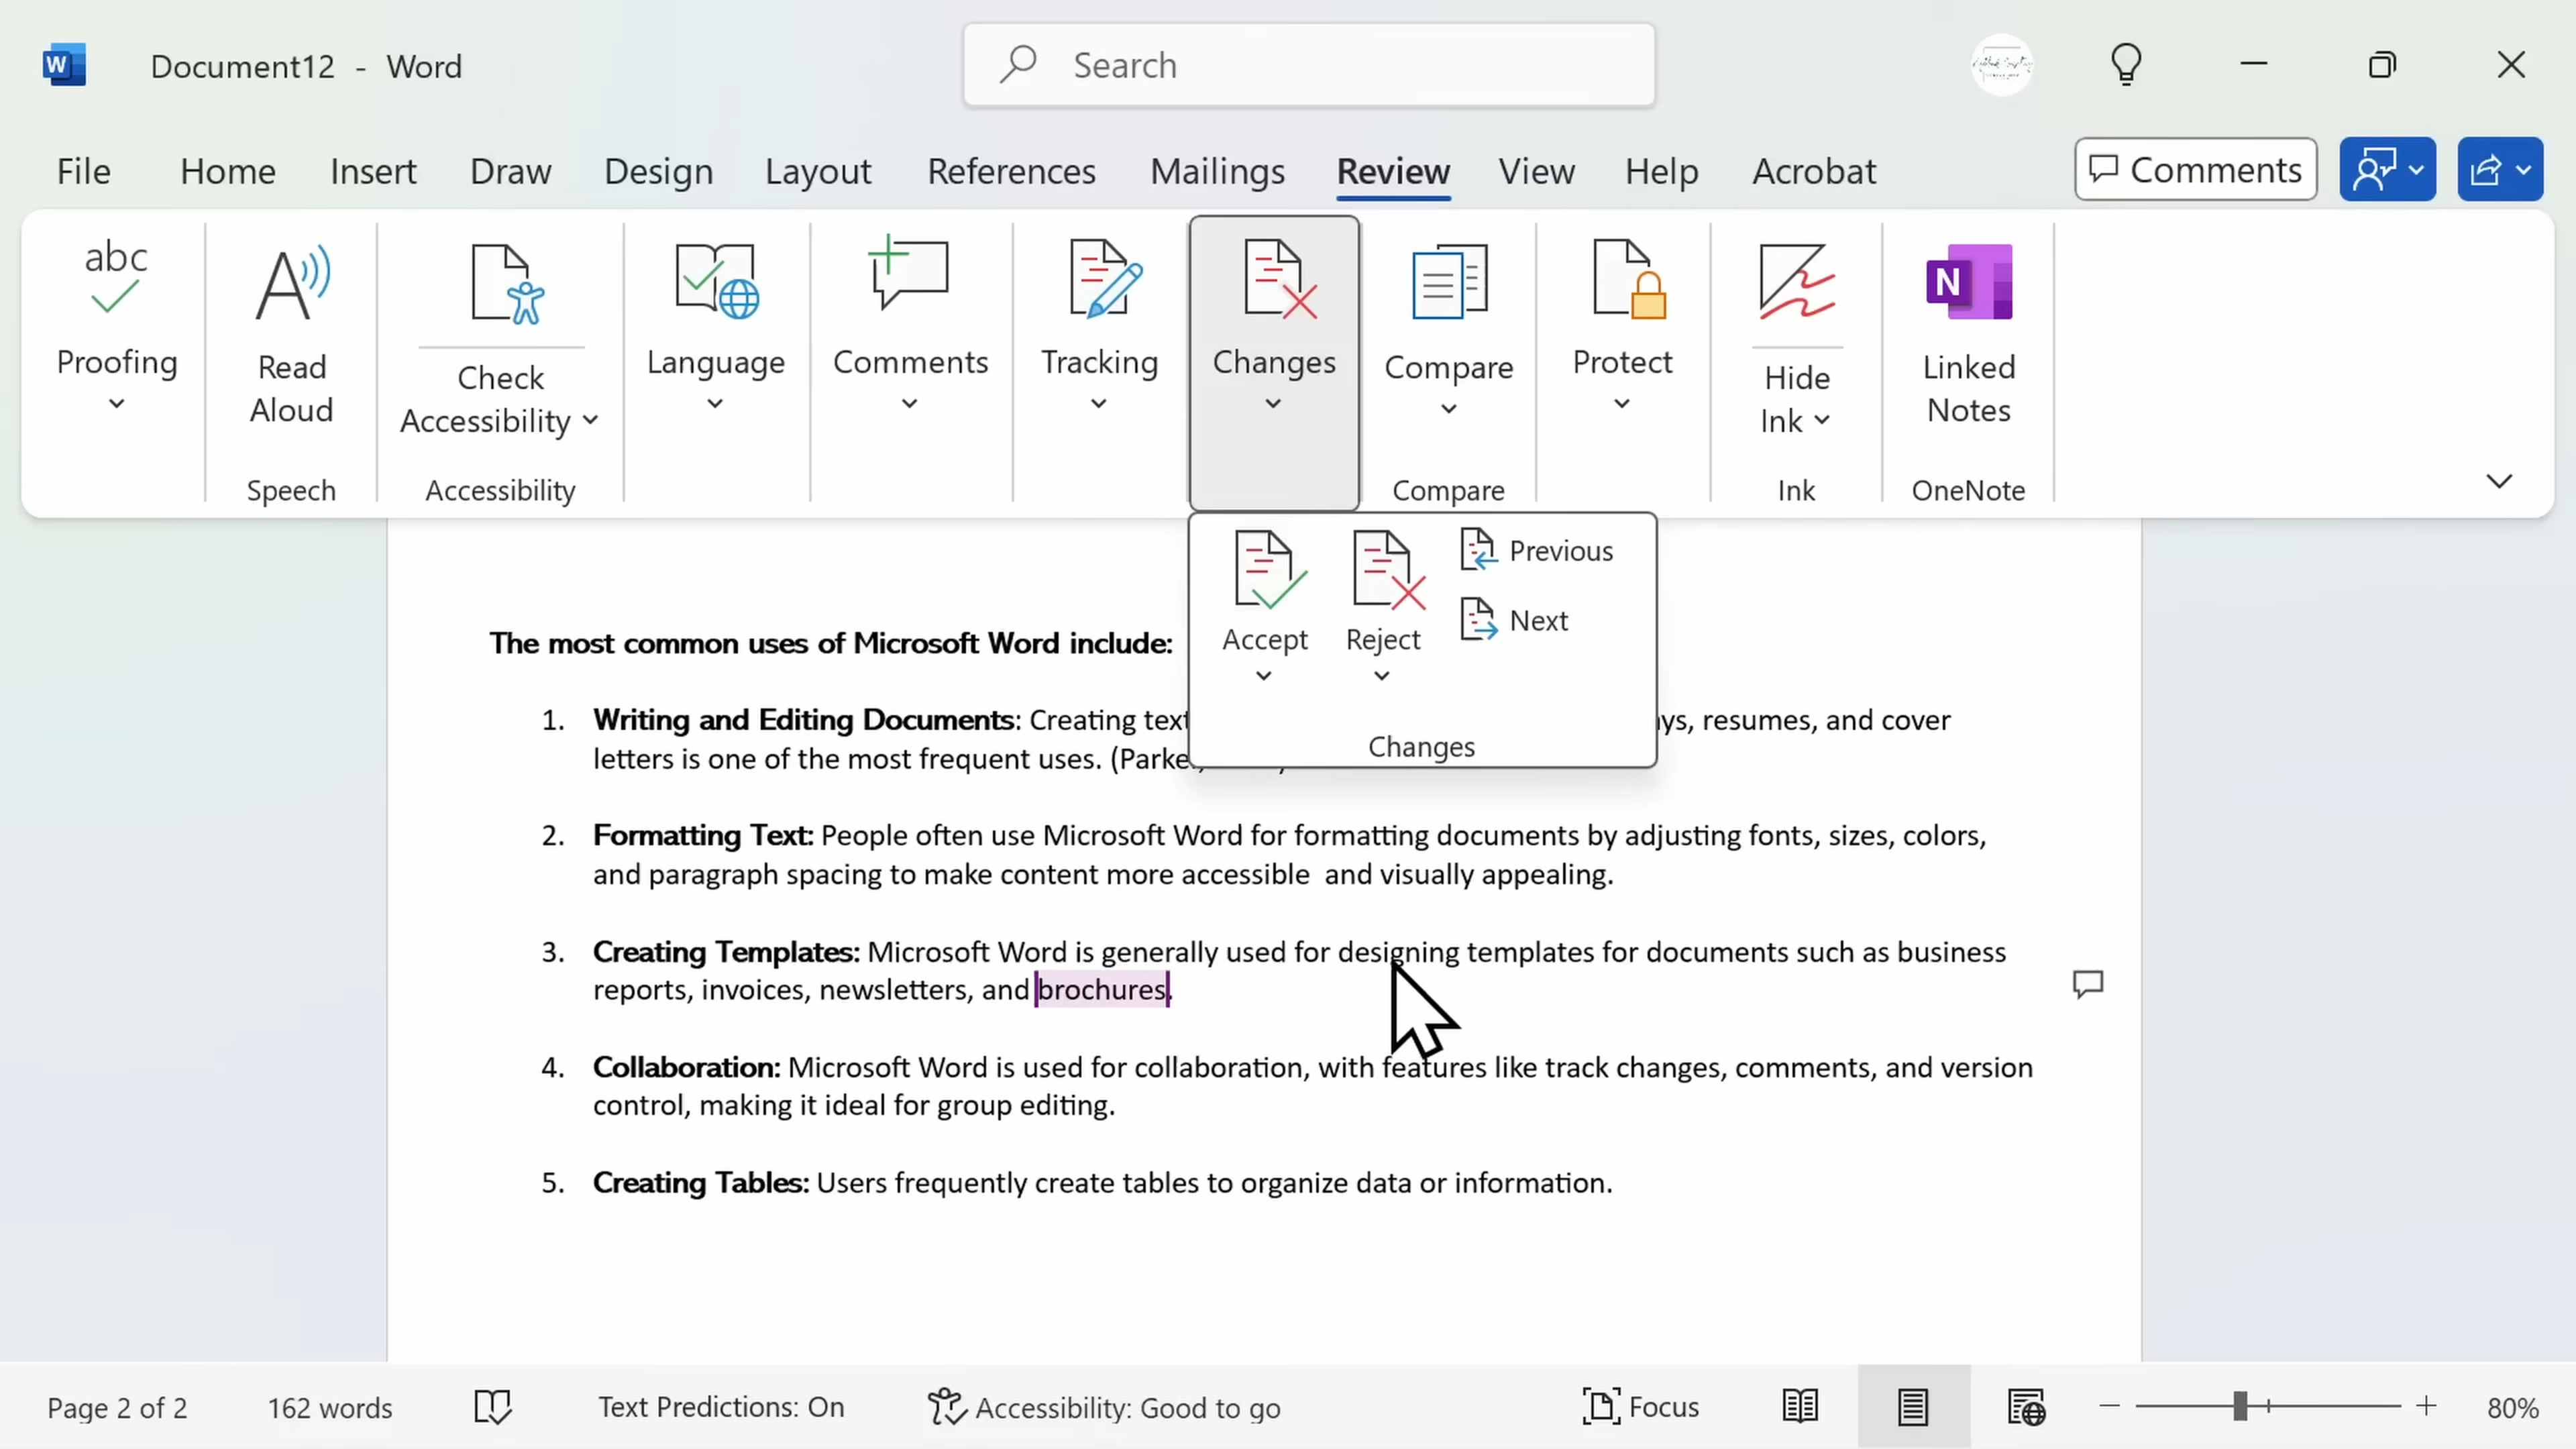 Document12 - Word
Search
File Home Insert Draw Design Layout References Mailings Review View Help Acrobat Comments
abc
Proofing
Read
Aloud
Speech
Check
Accessibility
Accessibility
Language
Comments
Tracking
Changes
Compare
Compare
Protect
Hide
Ink
Ink
N
Linked
Notes
OneNote
Accept
Reject
Previous
Next
Changes
The most common uses of Microsoft Word include:
1. Writing and Editing Documents: Creating resumes, and cover
letters is one of the most frequent uses.
2. Formatting Text: People often use Microsoft Word for formatting documents by adjusting fonts, sizes, colors,
and paragraph spacing to make content more accessible and visually appealing.
3. Creating Templates: Microsoft Word is generally used for designing templates for documents such as business
reports, invoices, newsletters, and brochures.
4. Collaboration: Microsoft Word is used for collaboration, with features like track changes, comments, and version
control, making it ideal for group editing.
5. Creating Tables: Users frequently create tables to organize data or information.
Page 2 of 2 162 words Text Predictions: On Accessibility: Good to go Focus 80%